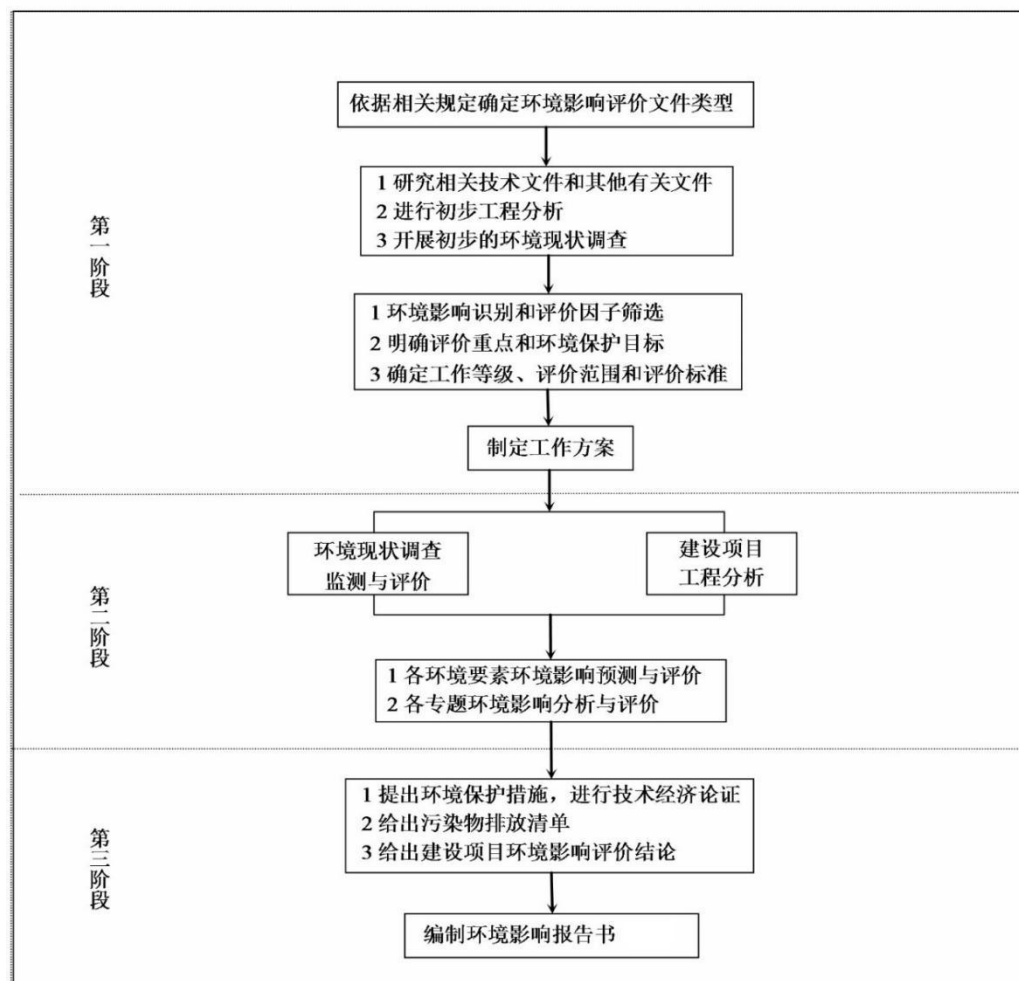 依据相关规定确定环境影响评价文件类型
1 研究相关技术文件和其他有关文件
2 进行初步工程分析
3 开展初步的环境现状调查
第一阶段
1 环境影响识别和评价因子筛选
2 明确评价重点和环境保护目标
3 确定工作等级、评价范围和评价标准
制定工作方案
环境现状调查
监测与评价
建设项目
工程分析
第二阶段
1 各环境要素环境影响预测与评价
2 各专题环境影响分析与评价
1 提出环境保护措施，进行技术经济论证
2 给出污染物排放清单
3 给出建设项目环境影响评价结论
第三阶段
编制环境影响报告书